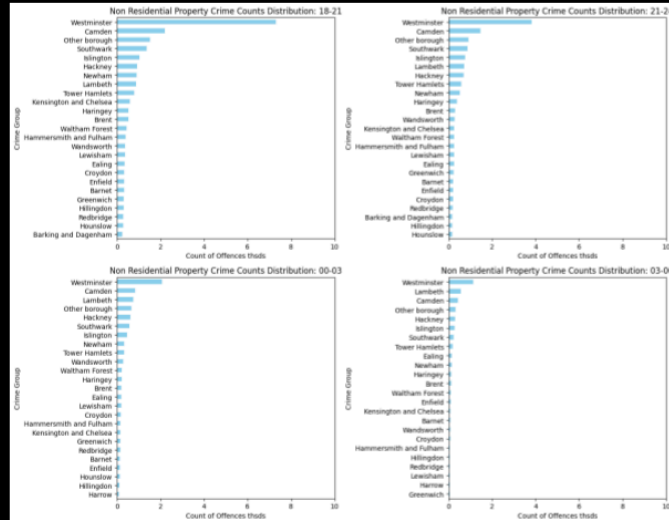 Non Residential Property Crime Counts Distribution: 18-21
Westminster
Camden
Other borough
Southwark
Islington
Hackney
Newham
Lambeth
Tower Hamlets
Kensington and Chelsea
Haringey
Brent
Waltham Forest
Hammersmith and Fulham
Wandsworth
Lewisham
Ealing
Croydon
Enfield
Barnet
Greenwich
Hillingdon
Redbridge
Hounslow
Barking and Dagenham
Crime Group
0 2 4 6 8 10
Count of Offences thsds
Non Residential Property Crime Counts Distribution: 21-2
Westminster
Camden
Other borough
Southwark
Islington
Lambeth
Hackney
Tower Hamlets
Newham
Haringey
Brent
Wandsworth
Kensington and Chelsea
Waltham Forest
Hammersmith and Fulham
Lewisham
Ealing
Greenwich
Barnet
Enfield
Croydon
Redbridge
Barking and Dagenham
Hillingdon
Hounslow
Crime Group
0 2 4 6 8 10
Count of Offences thsds
Non Residential Property Crime Counts Distribution: 00-03
Westminster
Camden
Lambeth
Other borough
Hackney
Southwark
Islington
Newham
Tower Hamlets
Wandsworth
Waltham Forest
Haringey
Brent
Ealing
Lewisham
Croydon
Hammersmith and Fulham
Kensington and Chelsea
Greenwich
Redbridge
Barnet
Enfield
Hounslow
Hillingdon
Harrow
Crime Group
0 2 4 6 8 10
Count of Offences thsds
Non Residential Property Crime Counts Distribution: 03-0
Westminster
Lambeth
Camden
Other borough
Hackney
Islington
Southwark
Tower Hamlets
Ealing
Newham
Haringey
Brent
Waltham Forest
Enfield
Kensington and Chelsea
Barnet
Wandsworth
Croydon
Hammersmith and Fulham
Hillingdon
Redbridge
Lewisham
Harrow
Greenwich
Crime Group
0 2 4 6 8 10
Count of Offences thsds